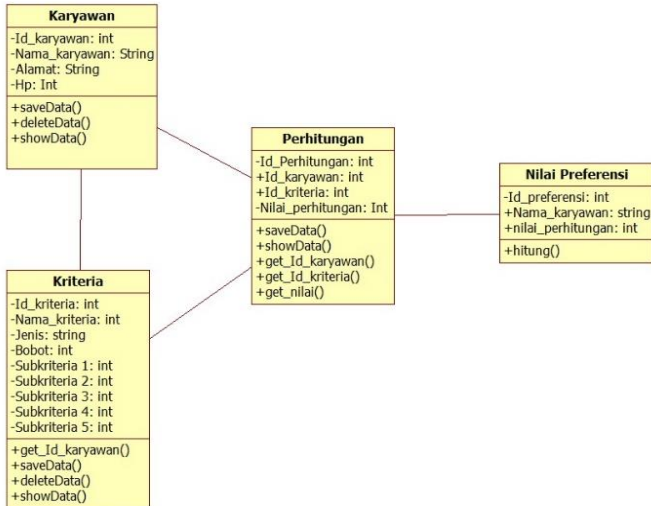 Karyawan
-Id_karyawan: int
-Nama_karyawan: String
-Alamat: String
-Hp: Int
+saveData()
+deleteData()
+showData()
Perhitungan
-Id_Perhitungan: int
+Id_karyawan: int
+Id_kriteria: int
-Nilai_perhitungan: Int
+saveData()
+showData()
+get_Id_karyawan()
+get_Id_kriteria()
+get_nilai()
Nilai Preferensi
-Id_preferensi: int
+Nama_karyawan: string
+nilai_perhitungan: int
+hitung()
Kriteria
-Id_kriteria: int
-Nama_kriteria: int
-Jenis: string
-Bobot: int
-Subkriteria 1: int
-Subkriteria 2: int
-Subkriteria 3: int
-Subkriteria 4: int
-Subkriteria 5: int
+get_Id_karyawan()
+saveData()
+deleteData()
+showData()